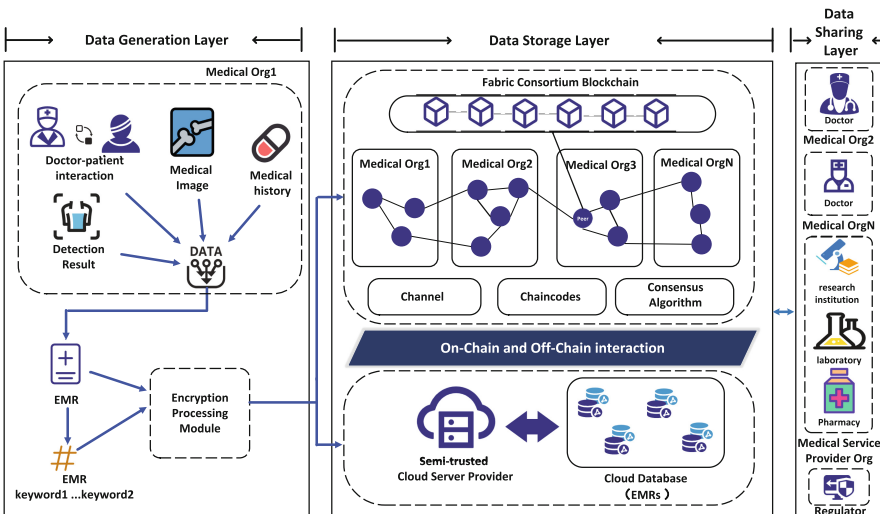 Data Generation Layer
Data Storage Layer
Data
Sharing
Layer
Medical Org1
Doctor-patient
interaction
Medical
Image
Medical
history
Detection
Result
DATA
EMR
#
EMR
keyword1 ...keyword2
Encryption
Processing
Module
Fabric Consortium Blockchain
Medical Org1
Medical Org2
Medical Org3
Medical OrgN
Peer
Channel
Chaincodes
Consensus
Algorithm
On-Chain and Off-Chain interaction
Semi-trusted
Cloud Server Provider
Cloud Database
（EMRs）
Doctor
Medical Org2
Doctor
Medical OrgN
research
institution
laboratory
Pharmacy
Medical Service
Provider Org
Regulator